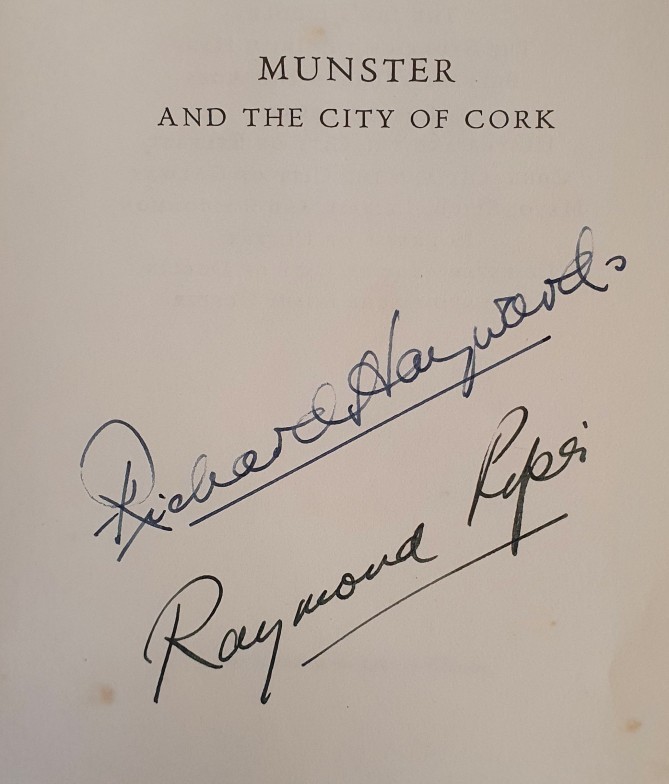 MUNSTER
AND THE CITY OF CORK
Richard Hayward
Raymond Piper